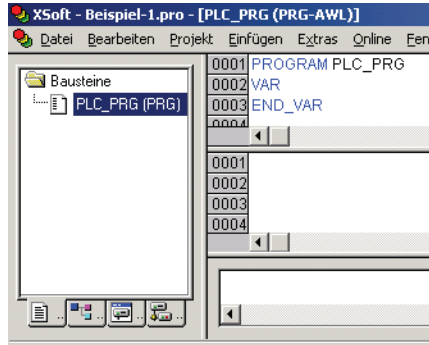 XSoft - Beispiel-1.pro - [PLC_PRG (PRG-AWL)]
Datei Bearbeiten Projekt Einfügen Extras Online Fen
Bausteine
PLC_PRG (PRG)
0001 PROGRAM PLC_PRG
0002 VAR
0003 END_VAR
0004
0001
0002
0003
0004